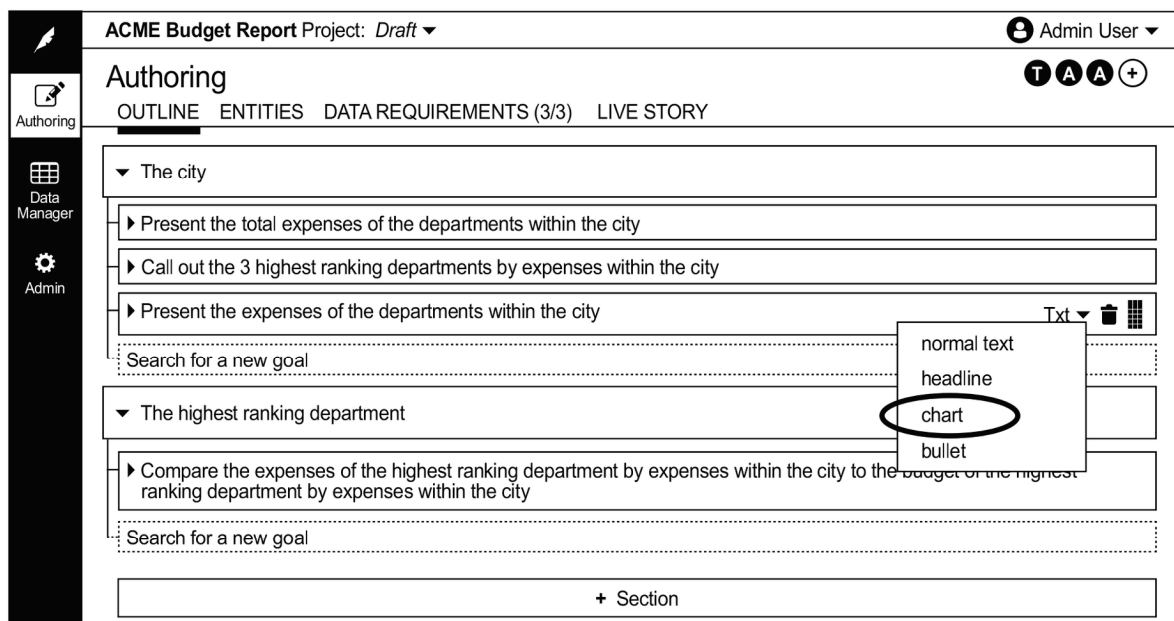 ACME Budget Report Project: Draft
Admin User
Authoring
T A A +
OUTLINE ENTITIES DATA REQUIREMENTS (3/3) LIVE STORY
Authoring
Data
Manager
Admin
The city
Present the total expenses of the departments within the city
Call out the 3 highest ranking departments by expenses within the city
Present the expenses of the departments within the city
Txt
normal text
headline
chart
bullet
Search for a new goal
The highest ranking department
Compare the expenses of the highest ranking department by expenses within the city to the budget of the highest
ranking department by expenses within the city
Search for a new goal
+ Section